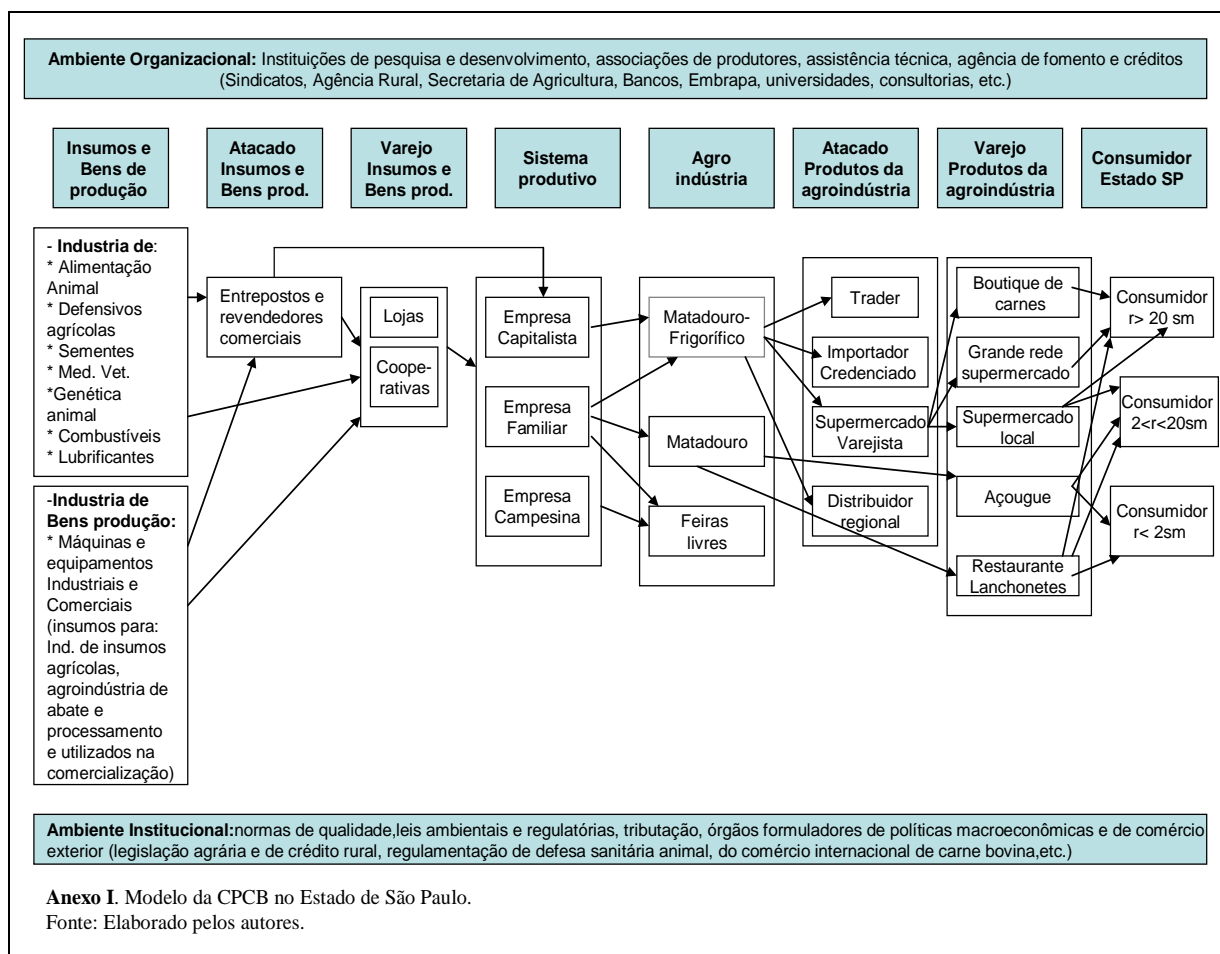 Ambiente Organizacional: Instituições de pesquisa e desenvolvimento, associações de produtores, assistência técnica, agência de fomento e créditos
(Sindicatos, Agência Rural, Secretaria de Agricultura, Bancos, Embrapa, universidades, consultorias, etc.)
Insumos e
Bens de
produção
Atacado
Insumos e
Bens prod.
Varejo
Insumos e
Bens prod.
Sistema
produtivo
Agro
indústria
Atacado
Produtos da
agroindústria
Varejo
Produtos da
agroindústria
Consumidor
Estado SP
- Industria de:
* Alimentação
Animal
* Defensivos
agrícolas
* Sementes
* Med. Vet.
*Genética
animal
* Combustíveis
* Lubrificantes
-Industria de
Bens produção:
* Máquinas e
equipamentos
Industriais e
Comerciais
(insumos para:
Ind. de insumos
agrícolas,
agroindústria de
abate e
processamento
e utilizados na
comercialização)
Entrepostos e
revendedores
comerciais
Lojas
Coope-
rativas
Empresa
Capitalista
Empresa
Familiar
Empresa
Campesina
Matadouro-
Frigorífico
Matadouro
Feiras
livres
Trader
Importador
Credenciado
Supermercado
Varejista
Distribuidor
regional
Boutique de
carnes
Grande rede
supermercado
Supermercado
local
Açougue
Restaurante
Lanchonetes
Consumidor
r> 20 sm
Consumidor
2<r<20sm
Consumidor
r< 2sm
Ambiente Institucional:normas de qualidade,leis ambientais e regulatórias, tributação, órgãos formuladores de políticas macroeconômicas e de comércio
exterior (legislação agrária e de crédito rural, regulamentação de defesa sanitária animal, do comércio internacional de carne bovina,etc.)
Anexo I. Modelo da CPCB no Estado de São Paulo.
Fonte: Elaborado pelos autores.